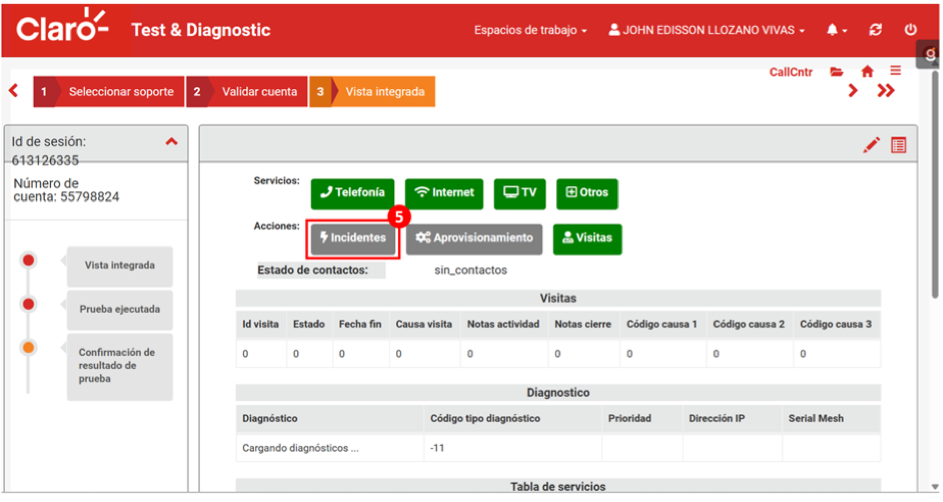 Claro
Test & Diagnostic
Espacios de trabajo
JOHN EDISSON LLOZANO VIVAS
g
CallCntr
1 Seleccionar soporte 2 Validar cuenta 3 Vista integrada
Id de sesión:
613126335
Número de
cuenta: 55798824
Vista integrada
Prueba ejecutada
Confirmación de
resultado de
prueba
Servicios: Telefonía Internet TV Otros
5
Acciones: Incidentes Aprovisionamiento Visitas
Estado de contactos: sin_contactos
Visitas
Id visita Estado Fecha fin Causa visita Notas actividad Notas cierre Código causa 1 Código causa 2 Código causa 3
0 0 0 0 0 0 0 0 0
Diagnostico
Diagnóstico Código tipo diagnóstico Prioridad Dirección IP Serial Mesh
Cargando diagnósticos ... -11
Tabla de servicios